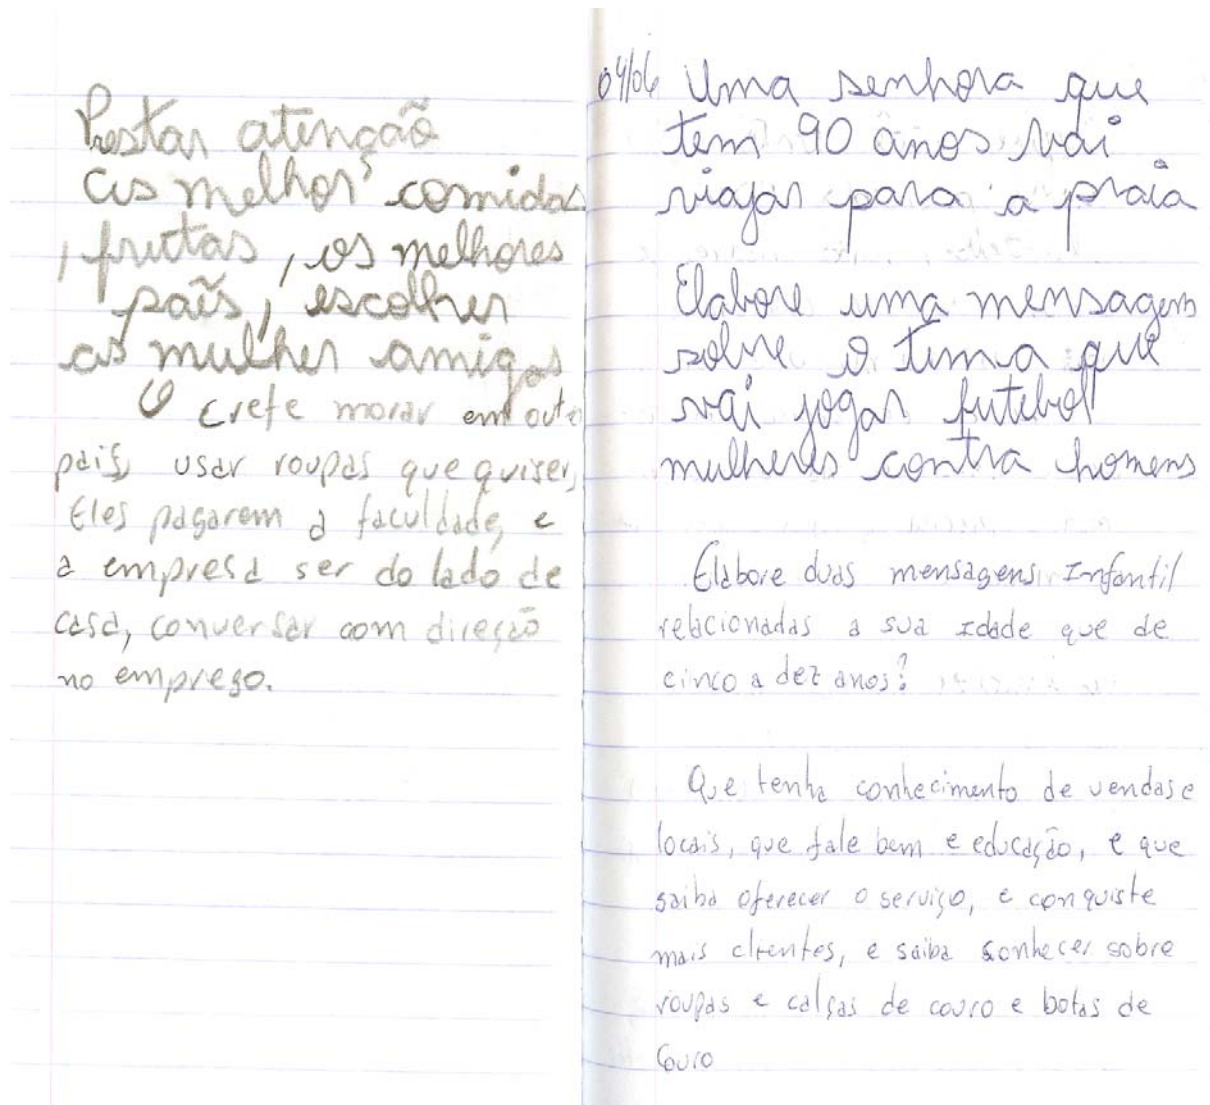 Prestar atenção
as melhor comidas
, frutas, os melhores
país, escolher
as mulher amigas
O crefe morar em outro
país, usar roupas que quiser,
Eles pagarem a faculdade, e
a empresa ser do lado de
casa, conversar com direção
no emprego.
04/06 Uma senhora que
tem 90 anos vai
viajar para a praia
Elabore uma mensagem
sobre o tema que
vai jogar futebol
mulheres contra homens
Elabore duas mensagens Infantil
relacionadas a sua Idade que de
cinco a dez anos?
Que tenha conhecimento de vendas e
locais, que fale bem e educação, e que
saiba oferecer o serviço, e conquiste
mais clientes, e saiba conhecer sobre
roupas e calças de couro e botas de
couro